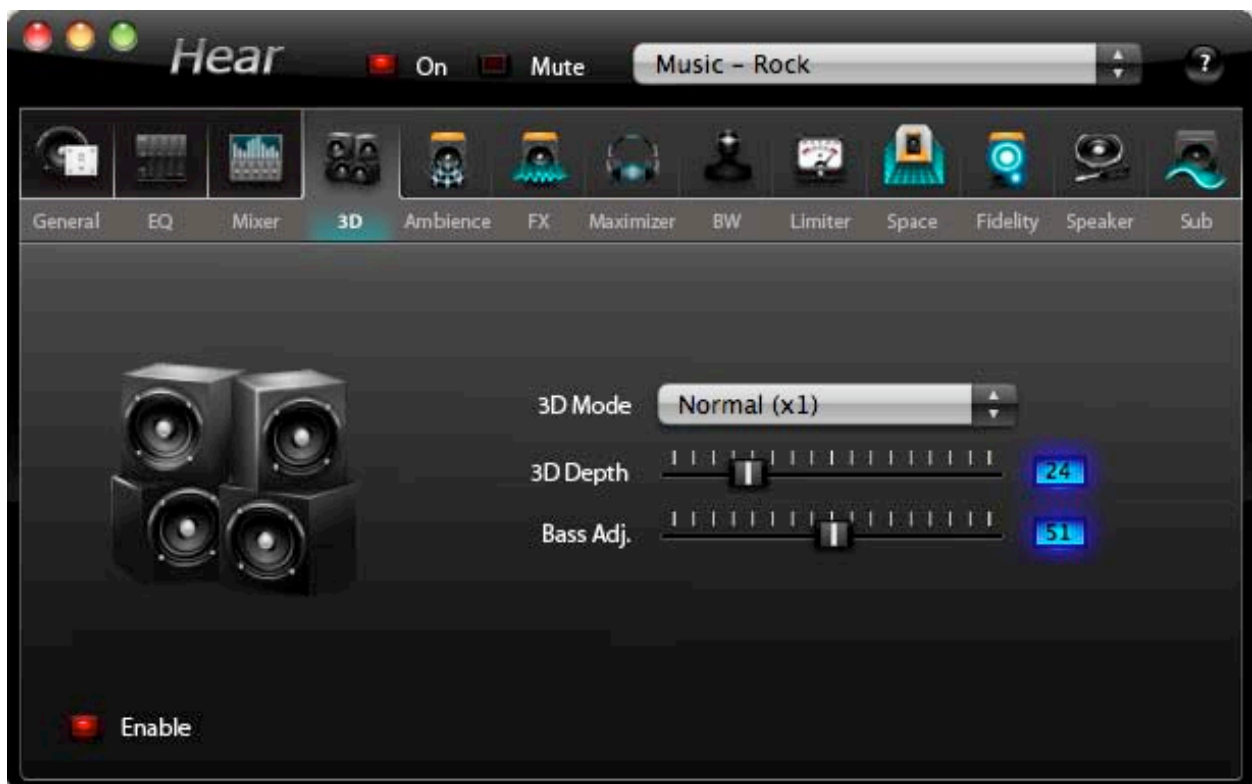 Hear
On
Mute
Music – Rock
?
General EQ Mixer 3D Ambience FX Maximizer BW Limiter Space Fidelity Speaker Sub
3D Mode Normal (x1)
3D Depth 24
Bass Adj. 51
Enable